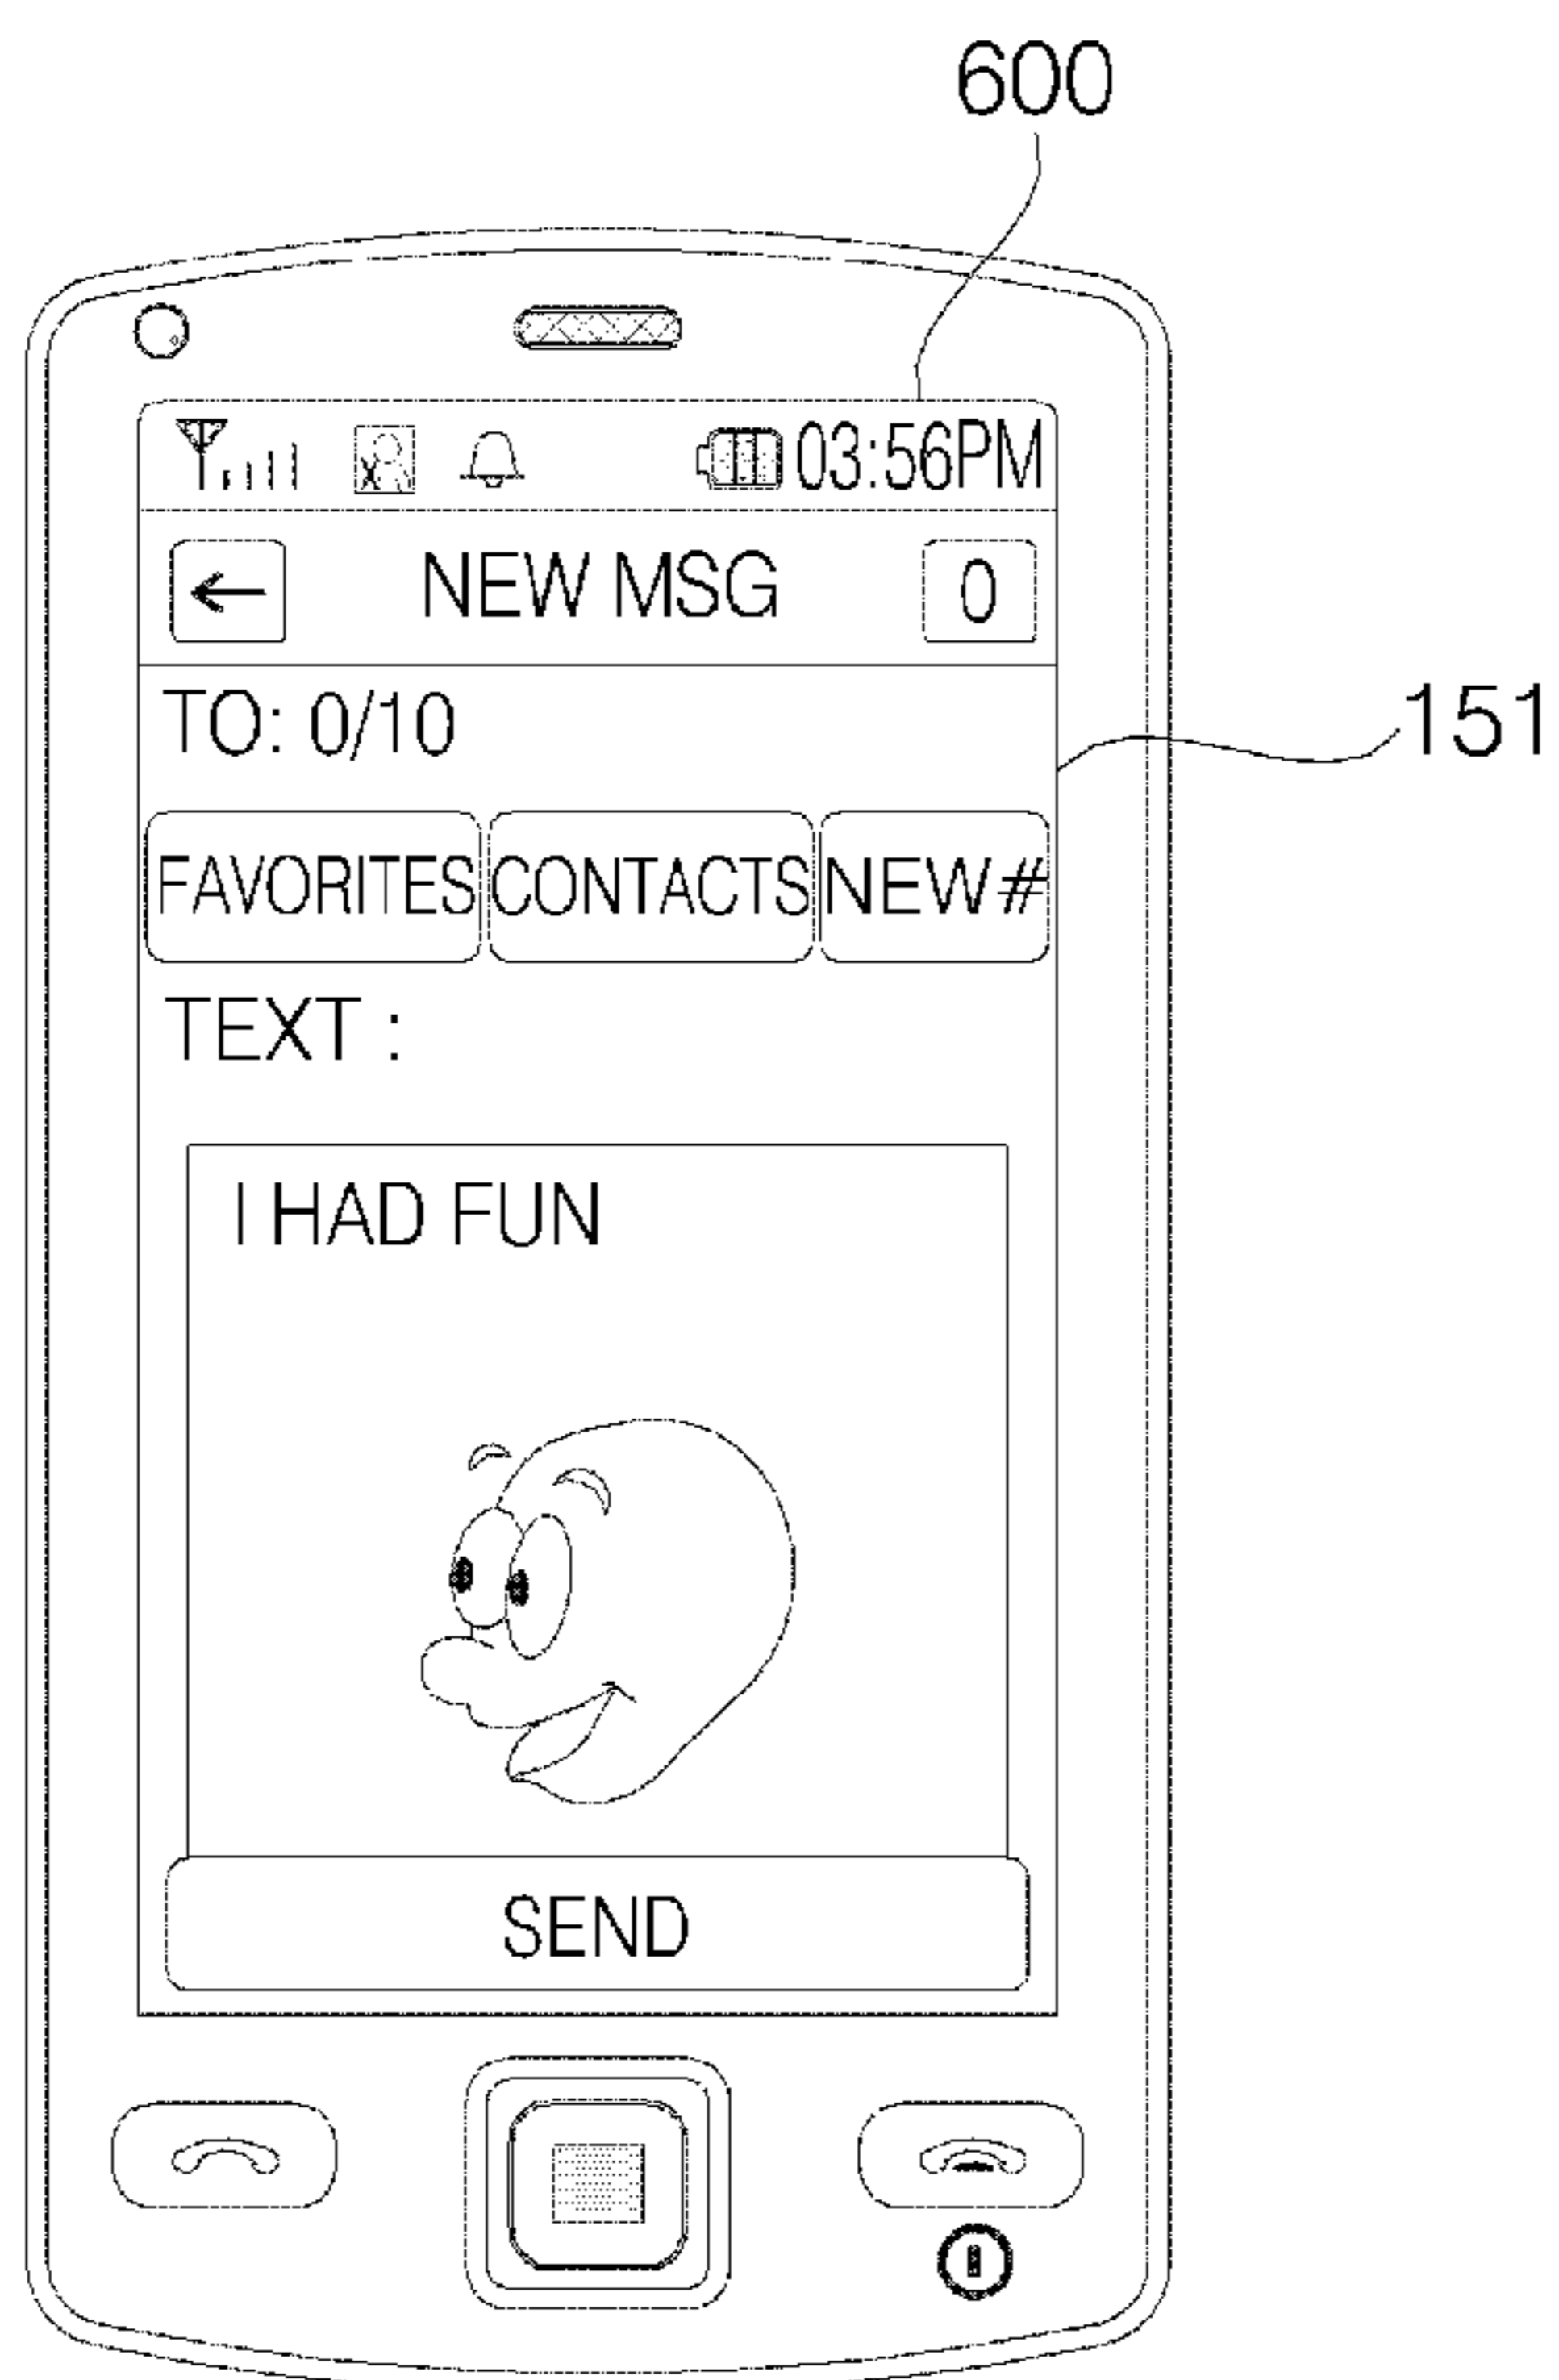 600
03:56PM
NEW MSG 0
TO: 0/10
151
FAVORITES CONTACTS NEW#
TEXT :
I HAD FUN
SEND